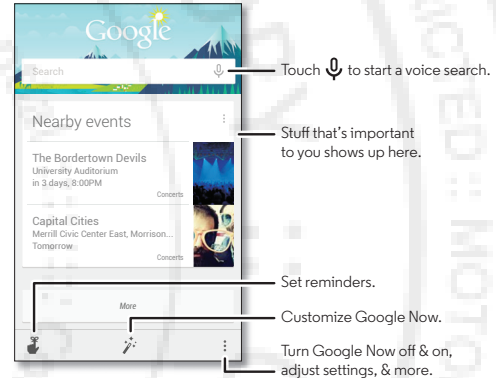 Google
Search
Touch to start a voice search.
Nearby events
Stuff that's important
to you shows up here.
The Bordertown Devils
University Auditorium
in 3 days, 8:00PM
Concerts
Capital Cities
Merrill Civic Center East, Morrison...
Tomorrow
Concerts
Set reminders.
More
Customize Google Now.
Turn Google Now off & on,
adjust settings, & more.